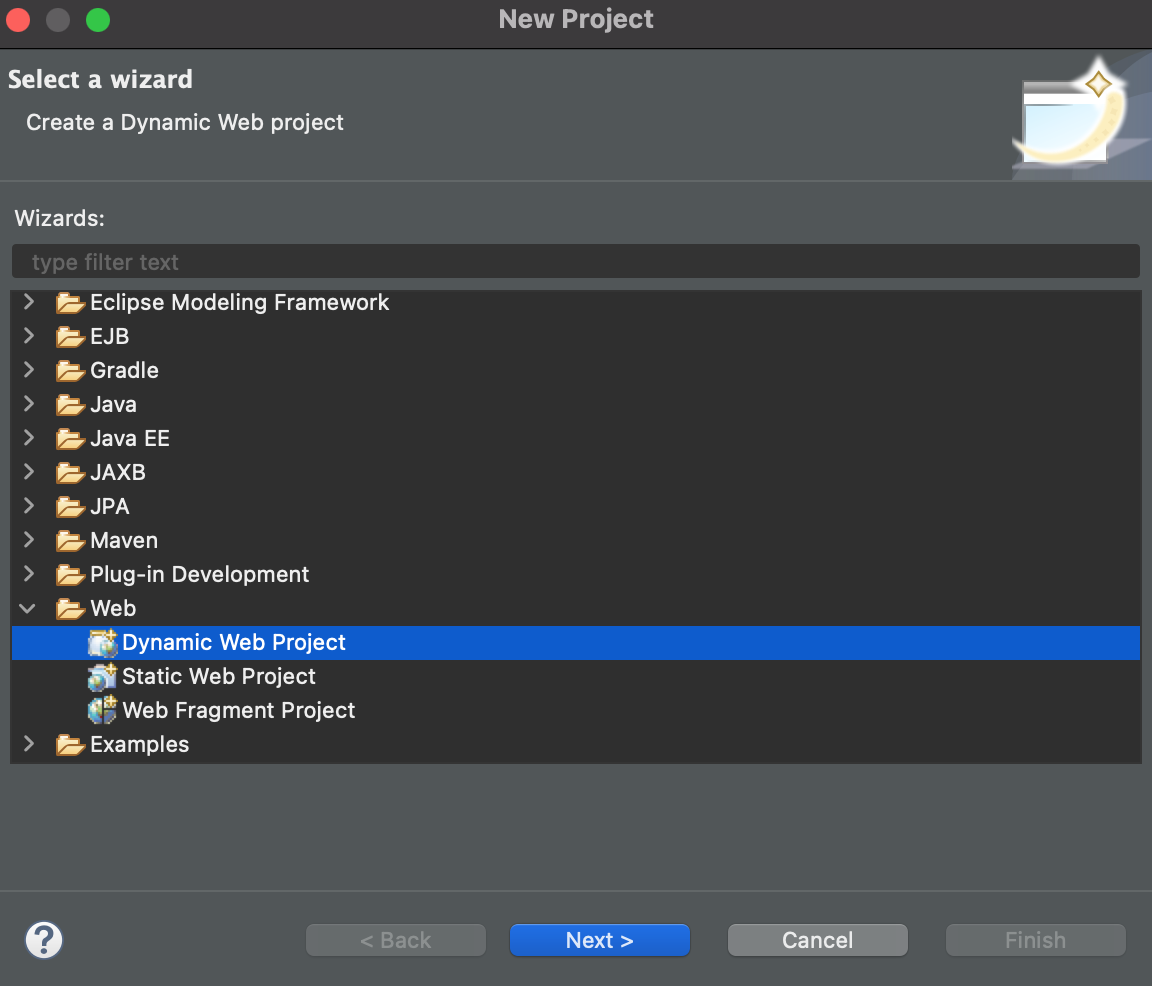 New Project
Select a wizard
Create a Dynamic Web project
Wizards:
type filter text
Eclipse Modeling Framework
EJB
Gradle
Java
Java EE
JAXB
JPA
Maven
Plug-in Development
Web
Dynamic Web Project
Static Web Project
Web Fragment Project
Examples
?
< Back
Next >
Cancel
Finish